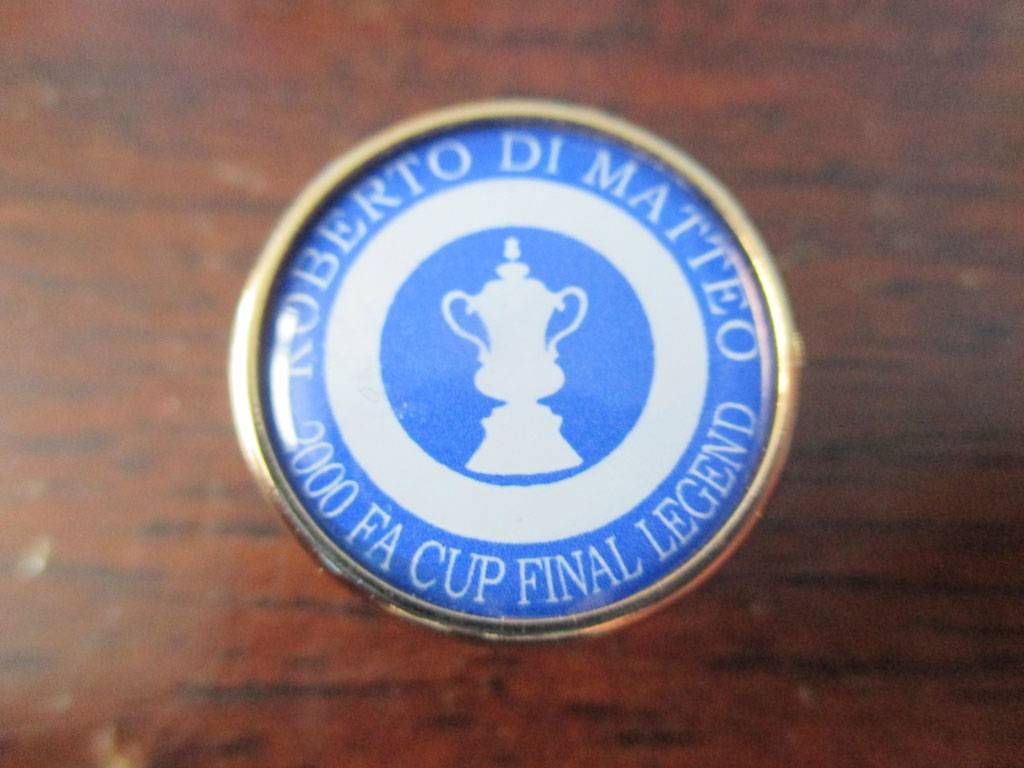 ROBERTO DI MATTEO
2000 FA CUP FINAL LEGEND